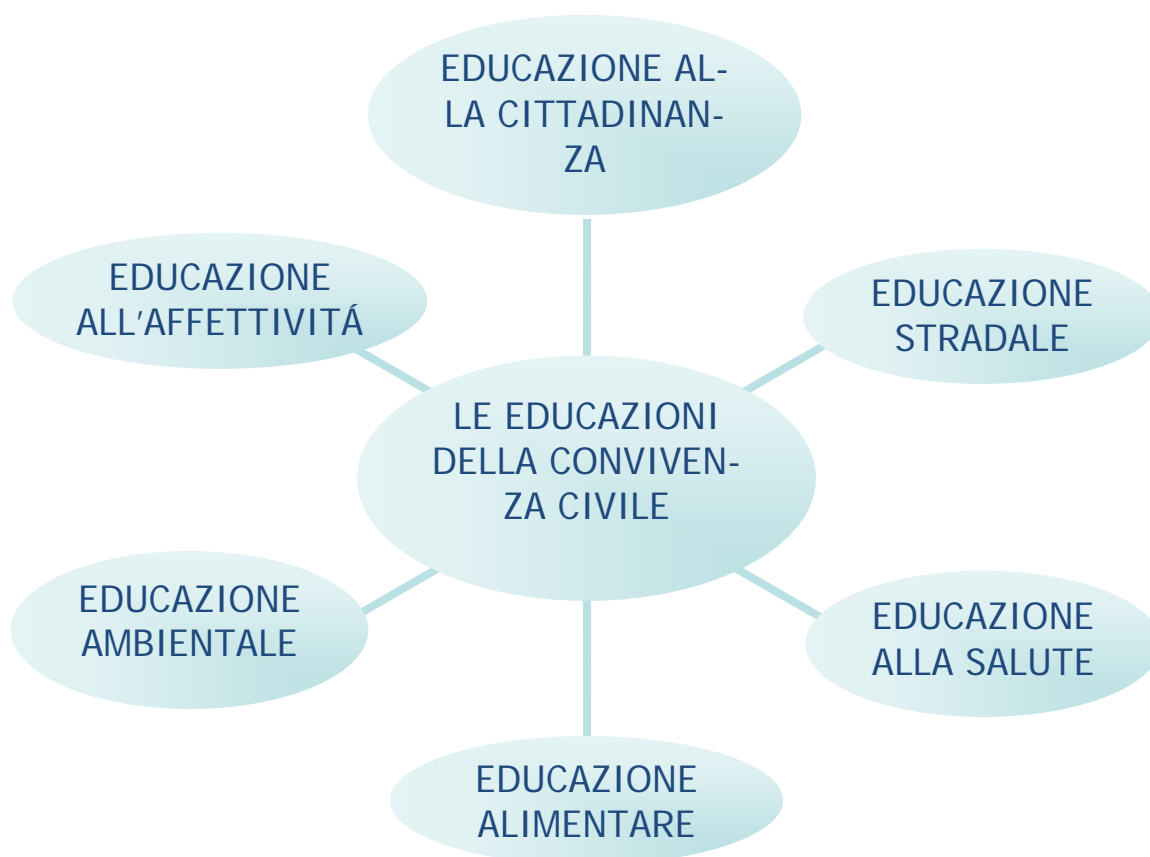 EDUCAZIONE AL-
LA CITTADINAN-
ZA
EDUCAZIONE
ALL'AFFETTIVITÁ
EDUCAZIONE
STRADALE
LE EDUCAZIONI
DELLA CONVIVEN-
ZA CIVILE
EDUCAZIONE
AMBIENTALE
EDUCAZIONE
ALLA SALUTE
EDUCAZIONE
ALIMENTARE